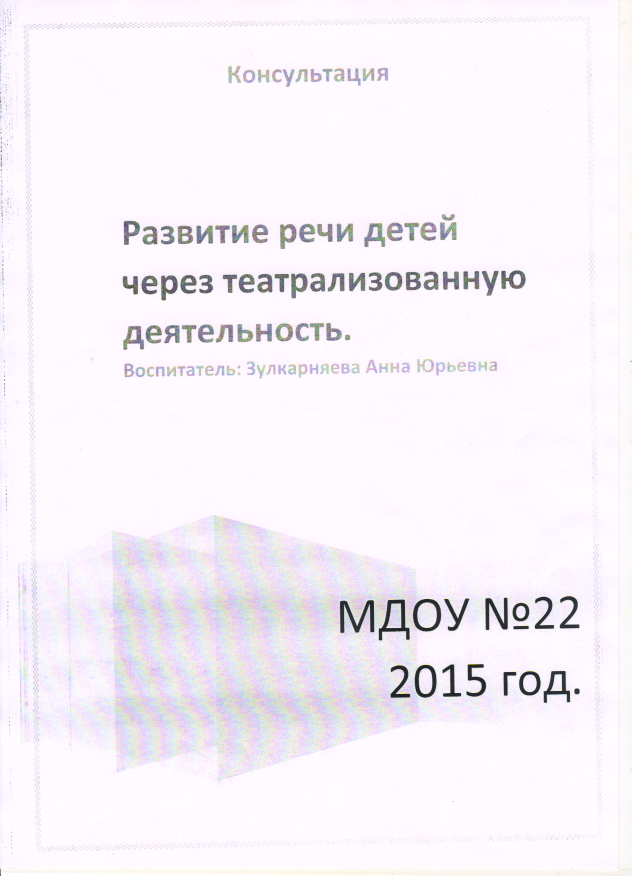 Консультация
Развитие речи детей
через театрализованную
деятельность.
Воспитатель: Зулкарняева Анна Юрьевна
МДОУ №22
2015 год.